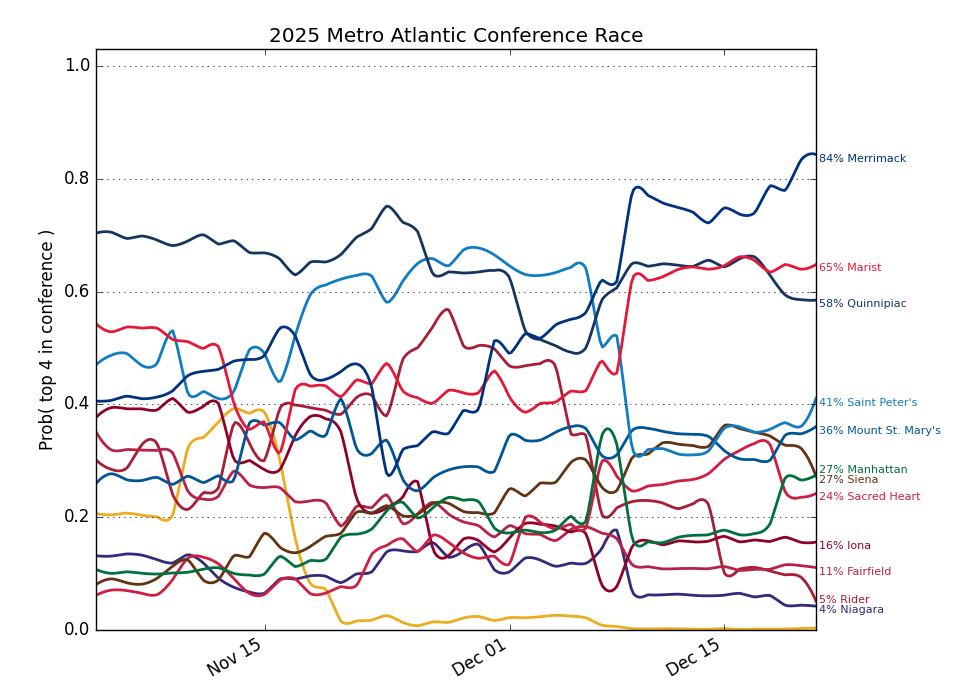 2025 Metro Atlantic Conference Race
Prob( top 4 in conference )
1.0
0.8
0.6
0.4
0.2
0.0
Nov 15
Dec 01
Dec 15
84% Merrimack
65% Marist
58% Quinnipiac
41% Saint Peter's
36% Mount St. Mary's
27% Manhattan
27% Siena
24% Sacred Heart
16% Iona
11% Fairfield
5% Rider
4% Niagara